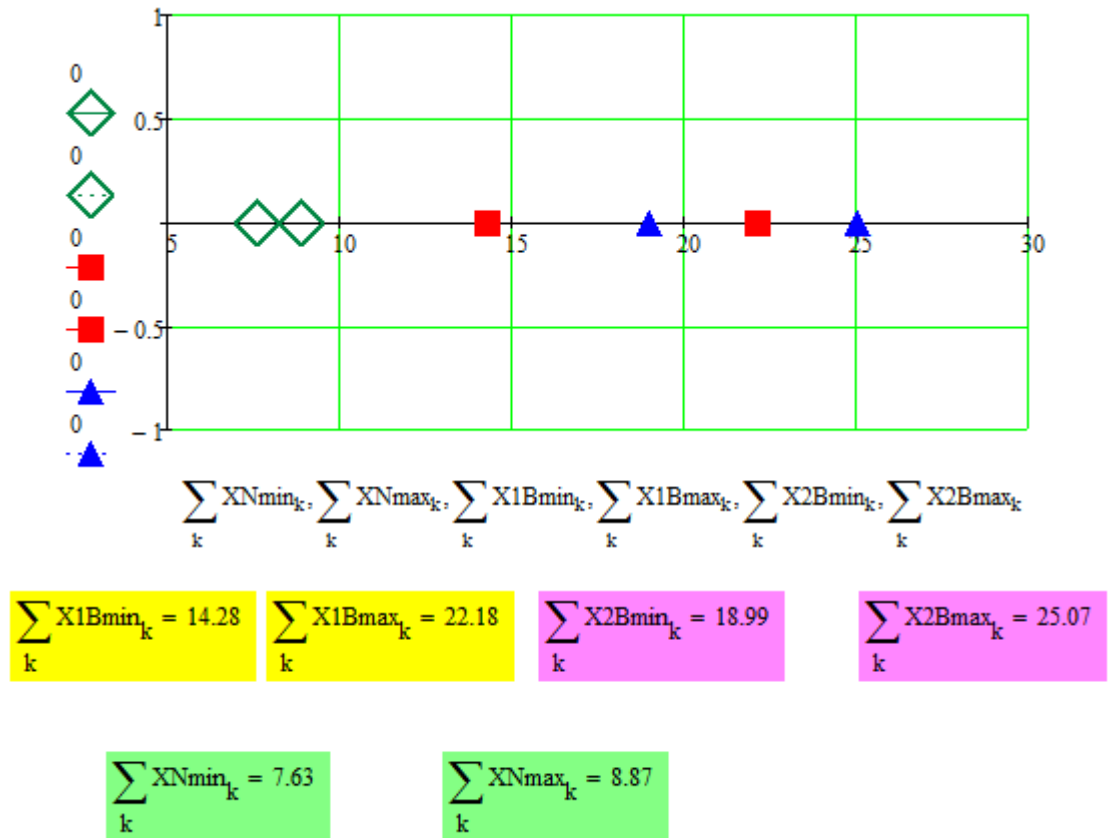 1
0
0.5
0
0
5 10 15 20 25 30
0
− 0.5
0
0
− 1
∑k XNmin_k, ∑k XNmax_k, ∑k X1Bmin_k, ∑k X1Bmax_k, ∑k X2Bmin_k, ∑k X2Bmax_k
∑k X1Bmin_k = 14.28 ∑k X1Bmax_k = 22.18 ∑k X2Bmin_k = 18.99 ∑k X2Bmax_k = 25.07
∑k XNmin_k = 7.63 ∑k XNmax_k = 8.87